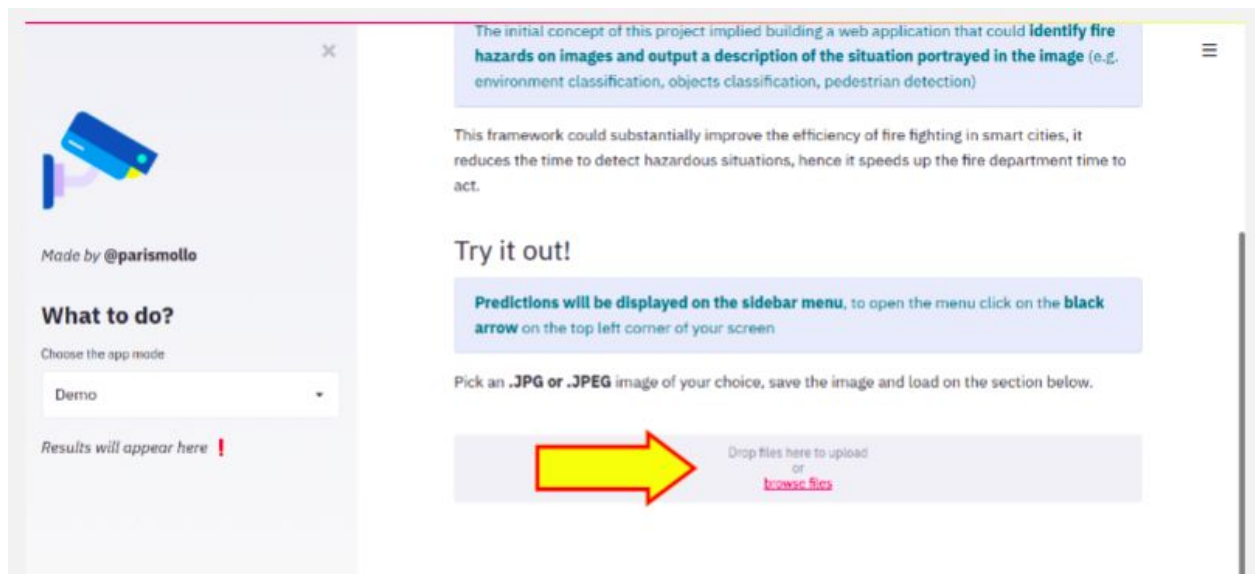 Made by @parismollo
What to do?
Choose the app mode
Demo
Results will appear here❗
The initial concept of this project implied building a web application that could identify fire
hazards on images and output a description of the situation portrayed in the image (e.g.
environment classification, objects classification, pedestrian detection)
This framework could substantially improve the efficiency of fire fighting in smart cities, it
reduces the time to detect hazardous situations, hence it speeds up the fire department time to
act.
Try it out!
Predictions will be displayed on the sidebar menu, to open the menu click on the black
arrow on the top left corner of your screen
Pick an .JPG or .JPEG image of your choice, save the image and load on the section below.
Drop files here to upload
or
browse files